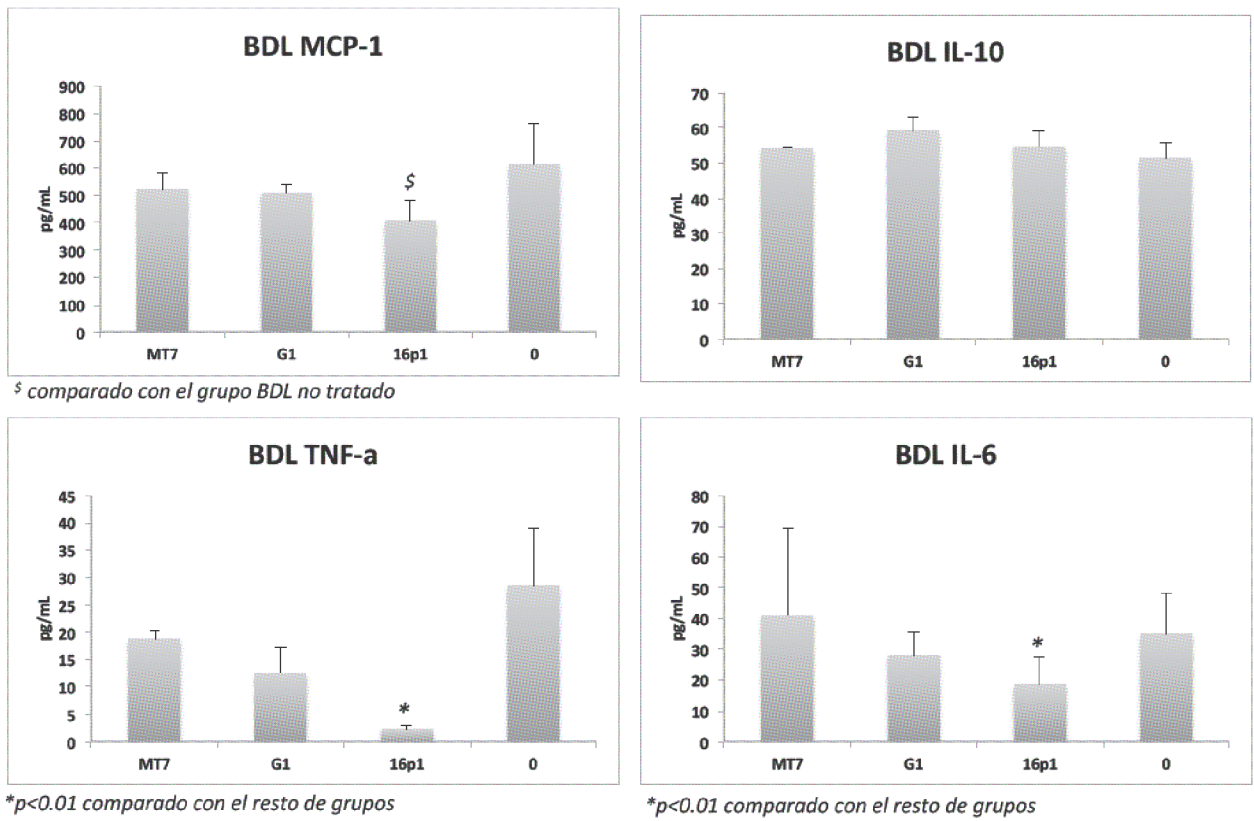 BDL MCP-1
900
800
700
600
500
400
300
200
100
0
pg/mL
$
MT7 G1 16p1 0
$ comparado con el grupo BDL no tratado
BDL IL-10
70
60
50
40
30
20
10
0
pg/mL
MT7 G1 16p1 0
BDL TNF-a
45
40
35
30
25
20
15
10
5
0
pg/mL
*
MT7 G1 16p1 0
*p<0.01 comparado con el resto de grupos
BDL IL-6
80
70
60
50
40
30
20
10
0
pg/mL
*
MT7 G1 16p1 0
*p<0.01 comparado con el resto de grupos